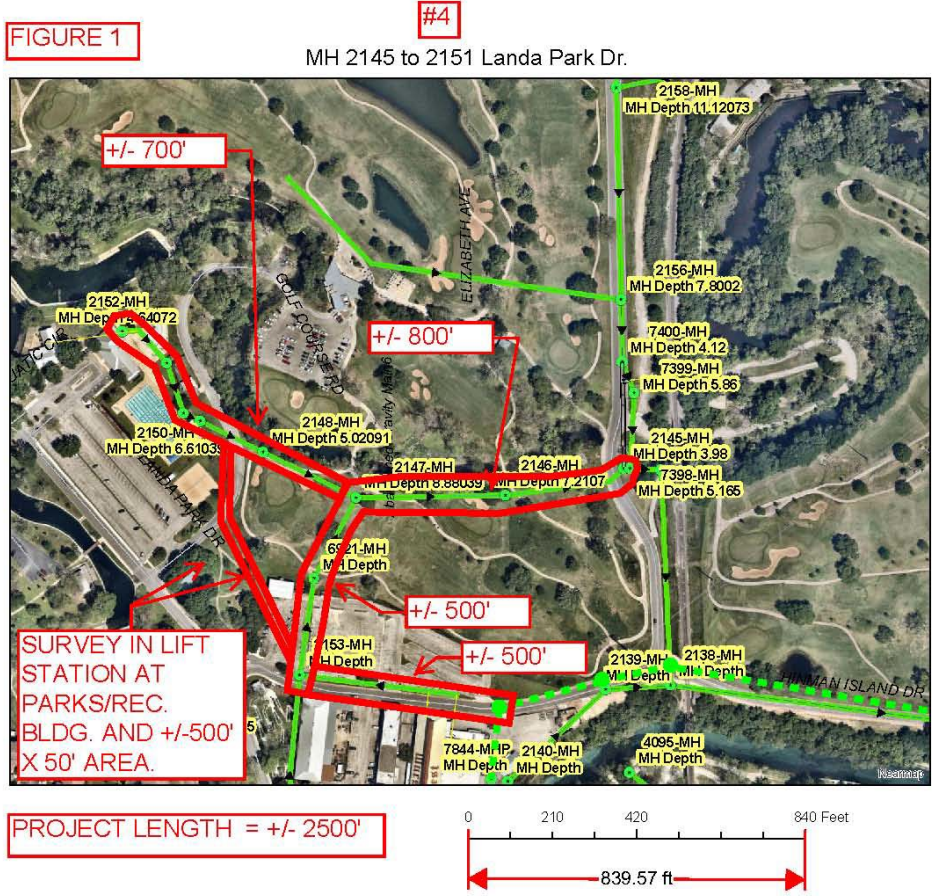 #4
FIGURE 1
MH 2145 to 2151 Landa Park Dr.
2158-MH
MH Depth 11.12073
+/- 700'
ELIZABETH AVE
2156-MH
MH Depth 7.8002
GOLF COURSE RD
2152-MH
MH Depth 4.64072
+/- 800'
7400-MH
MH Depth 4.12
7399-MH
MH Depth 5.86
2148-MH
MH Depth 5.02091
2150-MH
MH Depth 6.61039
2145-MH
MH Depth 3.98
2147-MH
MH Depth 8.88039
2146-MH
MH Depth 7.2107
7398-MH
MH Depth 5.165
LANDA PARK DR
6921-MH
MH Depth
+/- 500'
SURVEY IN LIFT
STATION AT
PARKS/REC.
BLDG. AND +/-500'
X 50' AREA.
2153-MH
MH Depth
+/- 500'
2139-MH
MH Depth
2138-MH
MH Depth
HINMAN ISLAND DR
7844-MHP
MH Depth
2140-MH
MH Depth
4095-MH
MH Depth
Nearmap
PROJECT LENGTH = +/- 2500'
0 210 420 840 Feet
839.57 ft